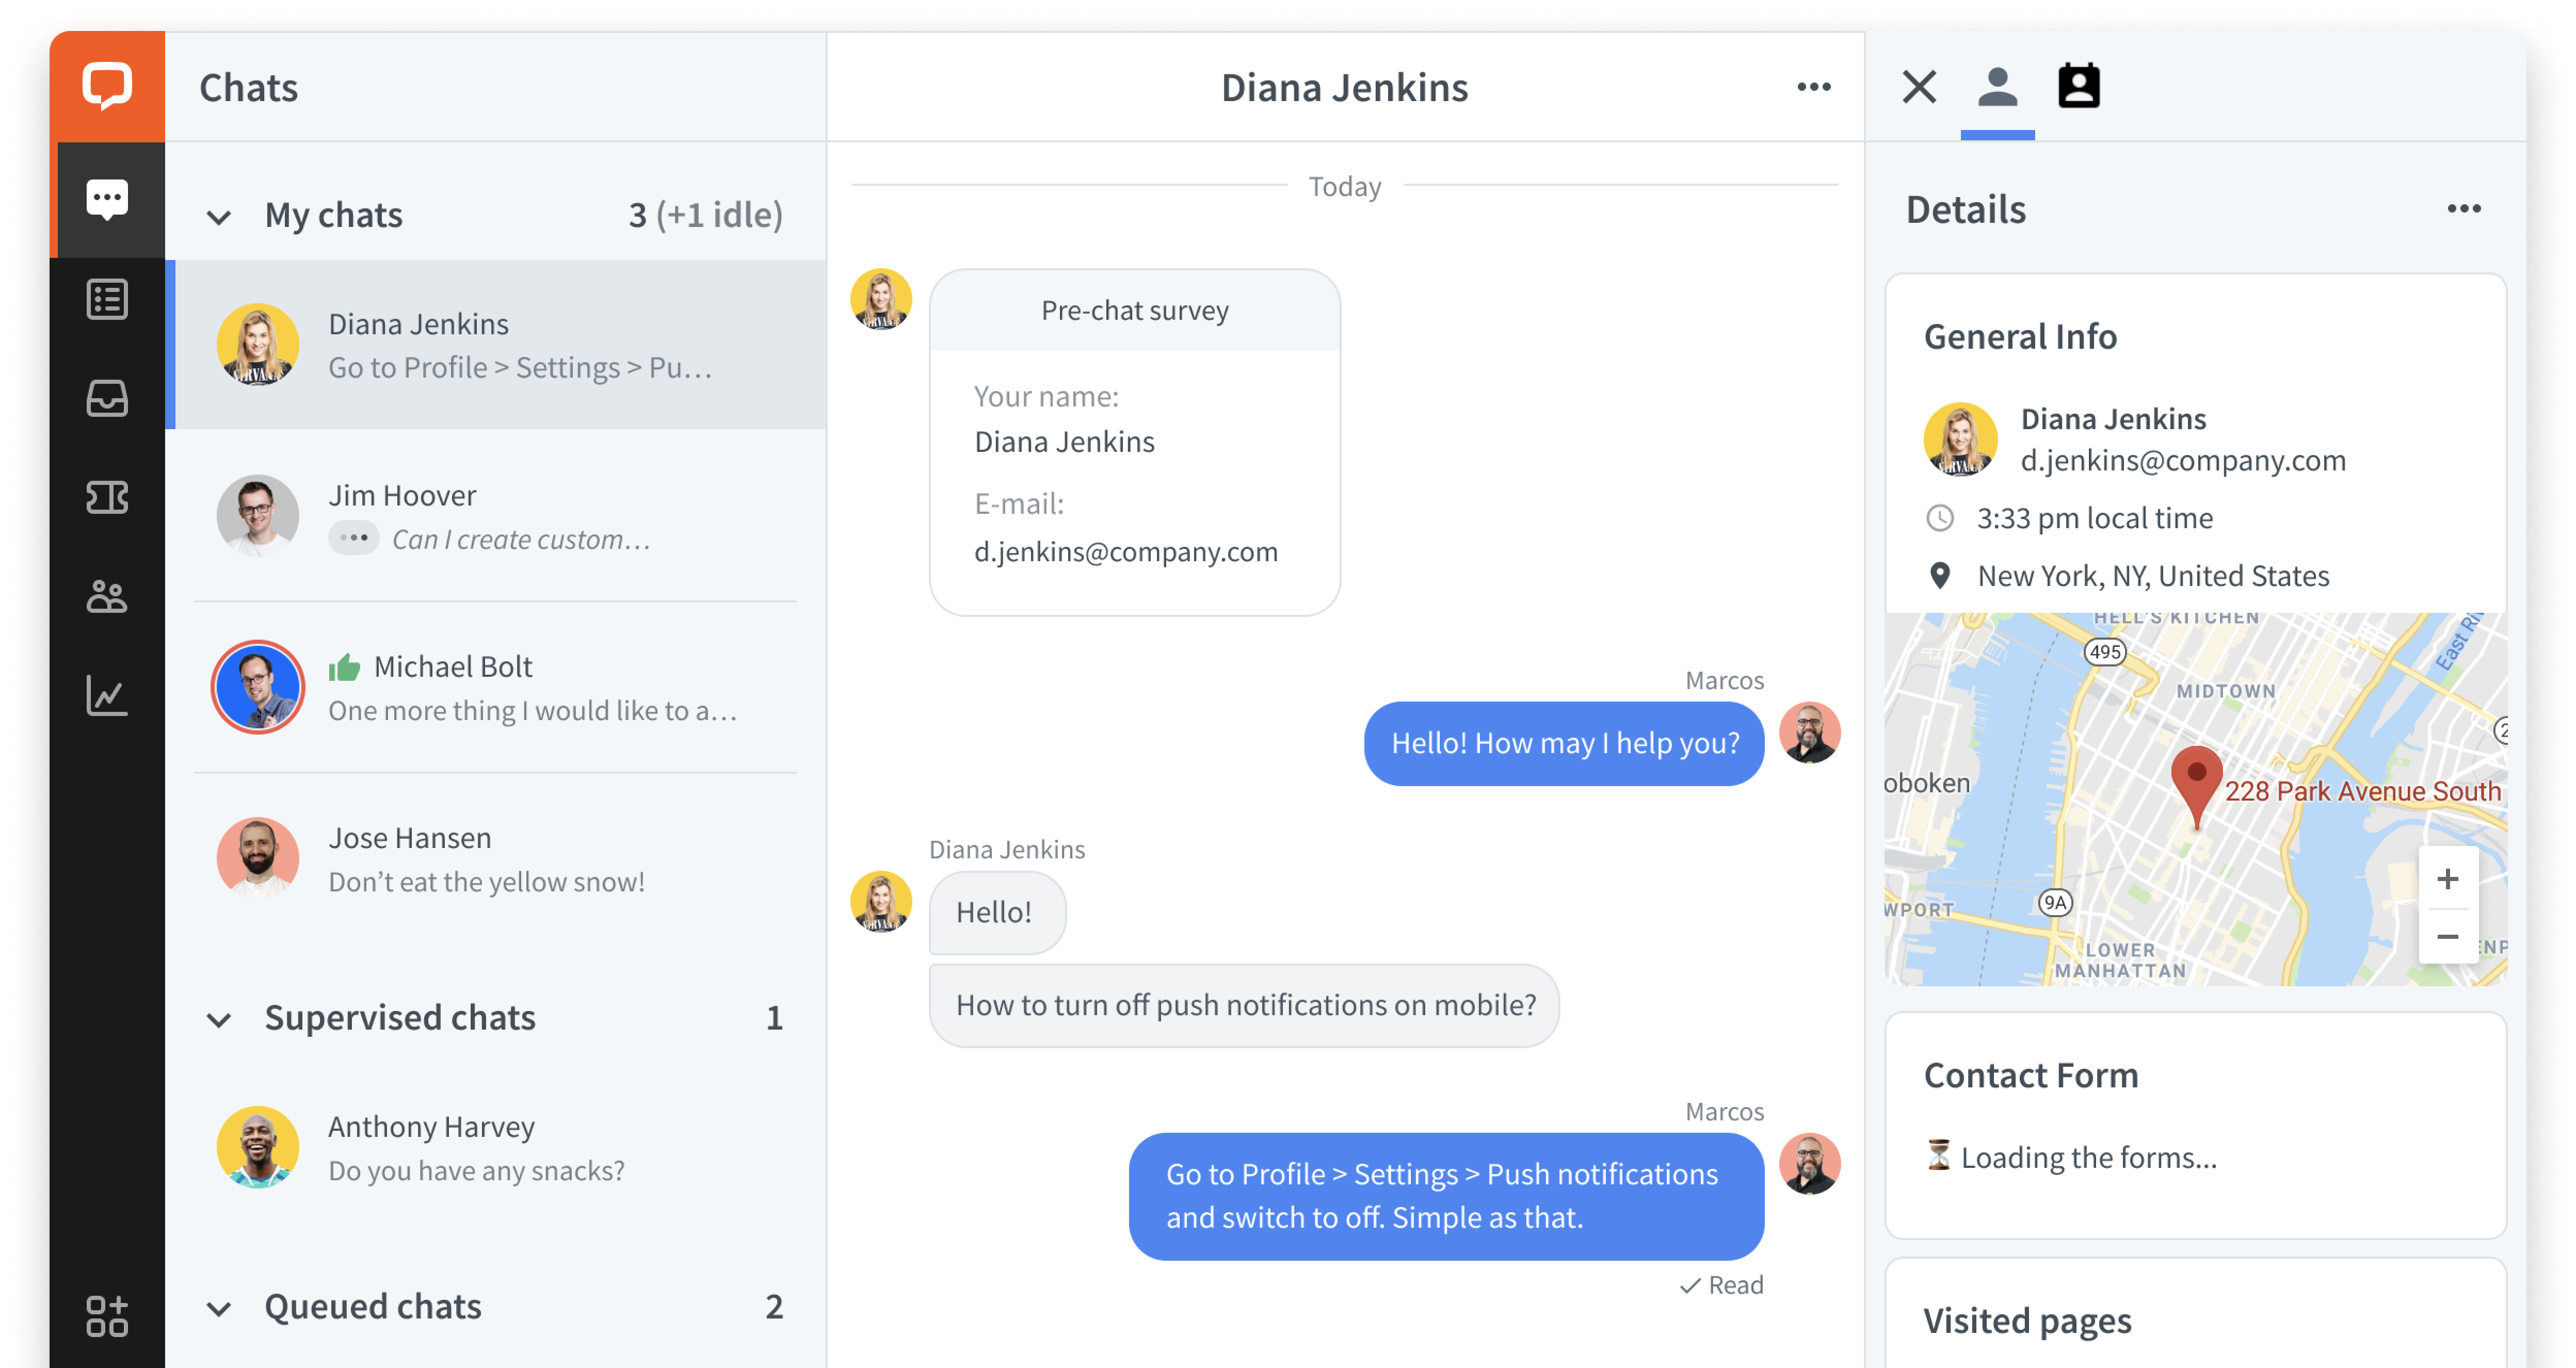 Chats
My chats
3 (+1 idle)
Diana Jenkins
Go to Profile > Settings > Pu…
Jim Hoover
Can I create custom…
Michael Bolt
One more thing I would like to a…
Jose Hansen
Don’t eat the yellow snow!
Supervised chats
1
Anthony Harvey
Do you have any snacks?
Queued chats
2
Diana Jenkins
Today
Pre-chat survey
Your name:
Diana Jenkins
E-mail:
d.jenkins@company.com
Marcos
Hello! How may I help you?
Diana Jenkins
Hello!
How to turn off push notifications on mobile?
Marcos
Go to Profile > Settings > Push notifications
and switch to off. Simple as that.
Read
Details
General Info
Diana Jenkins
d.jenkins@company.com
3:33 pm local time
New York, NY, United States
HELL'S KITCHEN
East Ri
495
MIDTOWN
2
oboken
228 Park Avenue South
9A
WPORT
LOWER
MANHATTAN
ENP
Contact Form
Loading the forms...
Visited pages